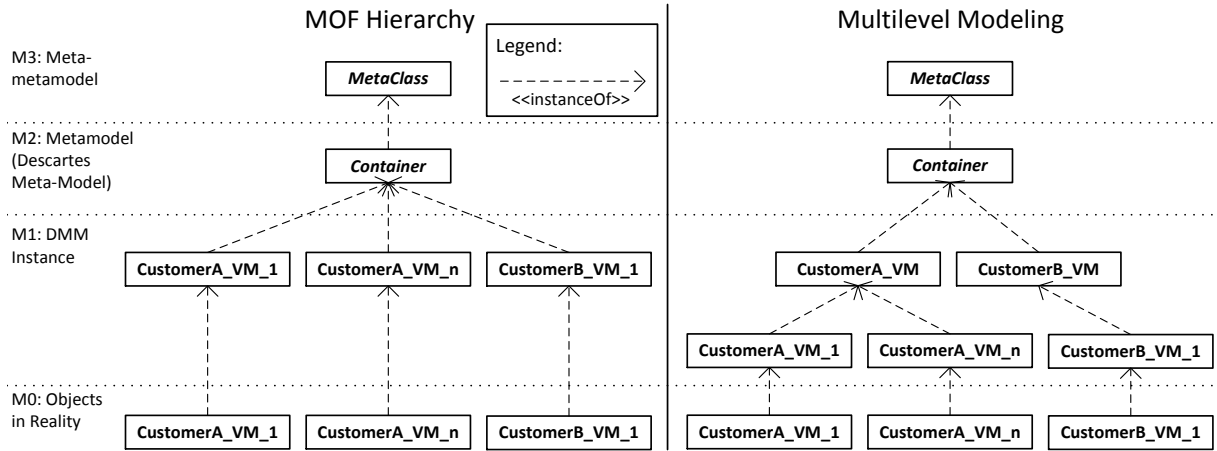 MOF Hierarchy
Multilevel Modeling
Legend:
<<instanceOf>>
M3: Meta-
metamodel
MetaClass
MetaClass
M2: Metamodel
(Descartes
Meta-Model)
Container
Container
M1: DMM
Instance
CustomerA_VM_1
CustomerA_VM_n
CustomerB_VM_1
CustomerA_VM
CustomerB_VM
CustomerA_VM_1
CustomerA_VM_n
CustomerB_VM_1
M0: Objects
in Reality
CustomerA_VM_1
CustomerA_VM_n
CustomerB_VM_1
CustomerA_VM_1
CustomerA_VM_n
CustomerB_VM_1